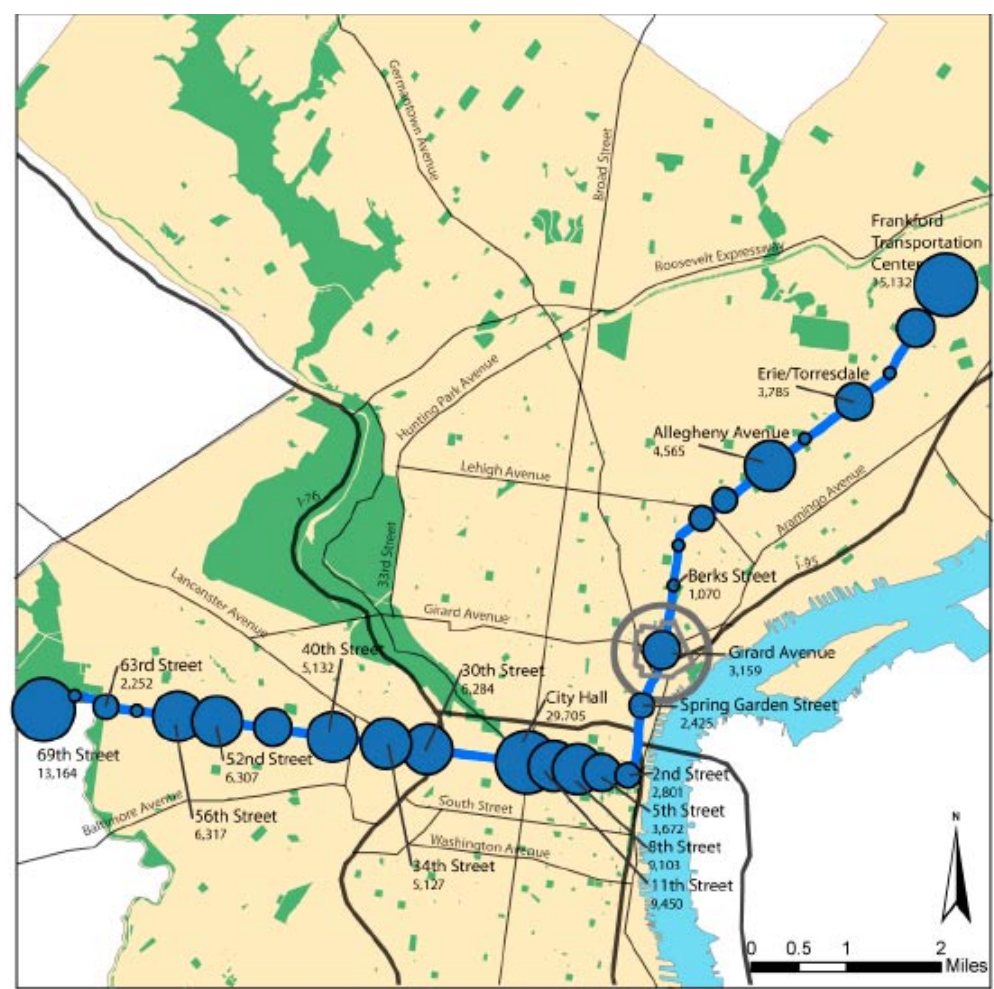 Germantown Avenue
Broad Street
Roosevelt Expressway
Frankford
Transportation
Center
15,132
Hunting Park Avenue
Erie/Torresdale
3,785
Allegheny Avenue
4,565
Lehigh Avenue
Aramingo Avenue
I-76
33rd Street
I-95
Berks Street
1,070
Lancanster Avenue
Girard Avenue
Girard Avenue
3,159
40th Street
5,132
63rd Street
2,252
30th Street
6,284
City Hall
29,705
Spring Garden Street
2,425
69th Street
13,164
52nd Street
6,307
2nd Street
2,801
Baltimore Avenue
56th Street
6,317
South Street
5th Street
3,672
Washington Avenue
8th Street
9,103
34th Street
5,127
11th Street
9,450
N
0 0.5 1 2
Miles